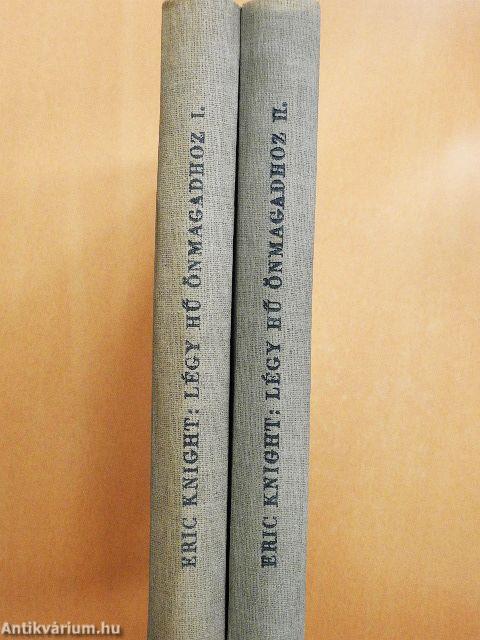 ERIC KNIGHT: LÉGY HŰ ÖNMAGADHOZ I.
ERIC KNIGHT: LÉGY HŰ ÖNMAGADHOZ II.
Antikvárium.hu